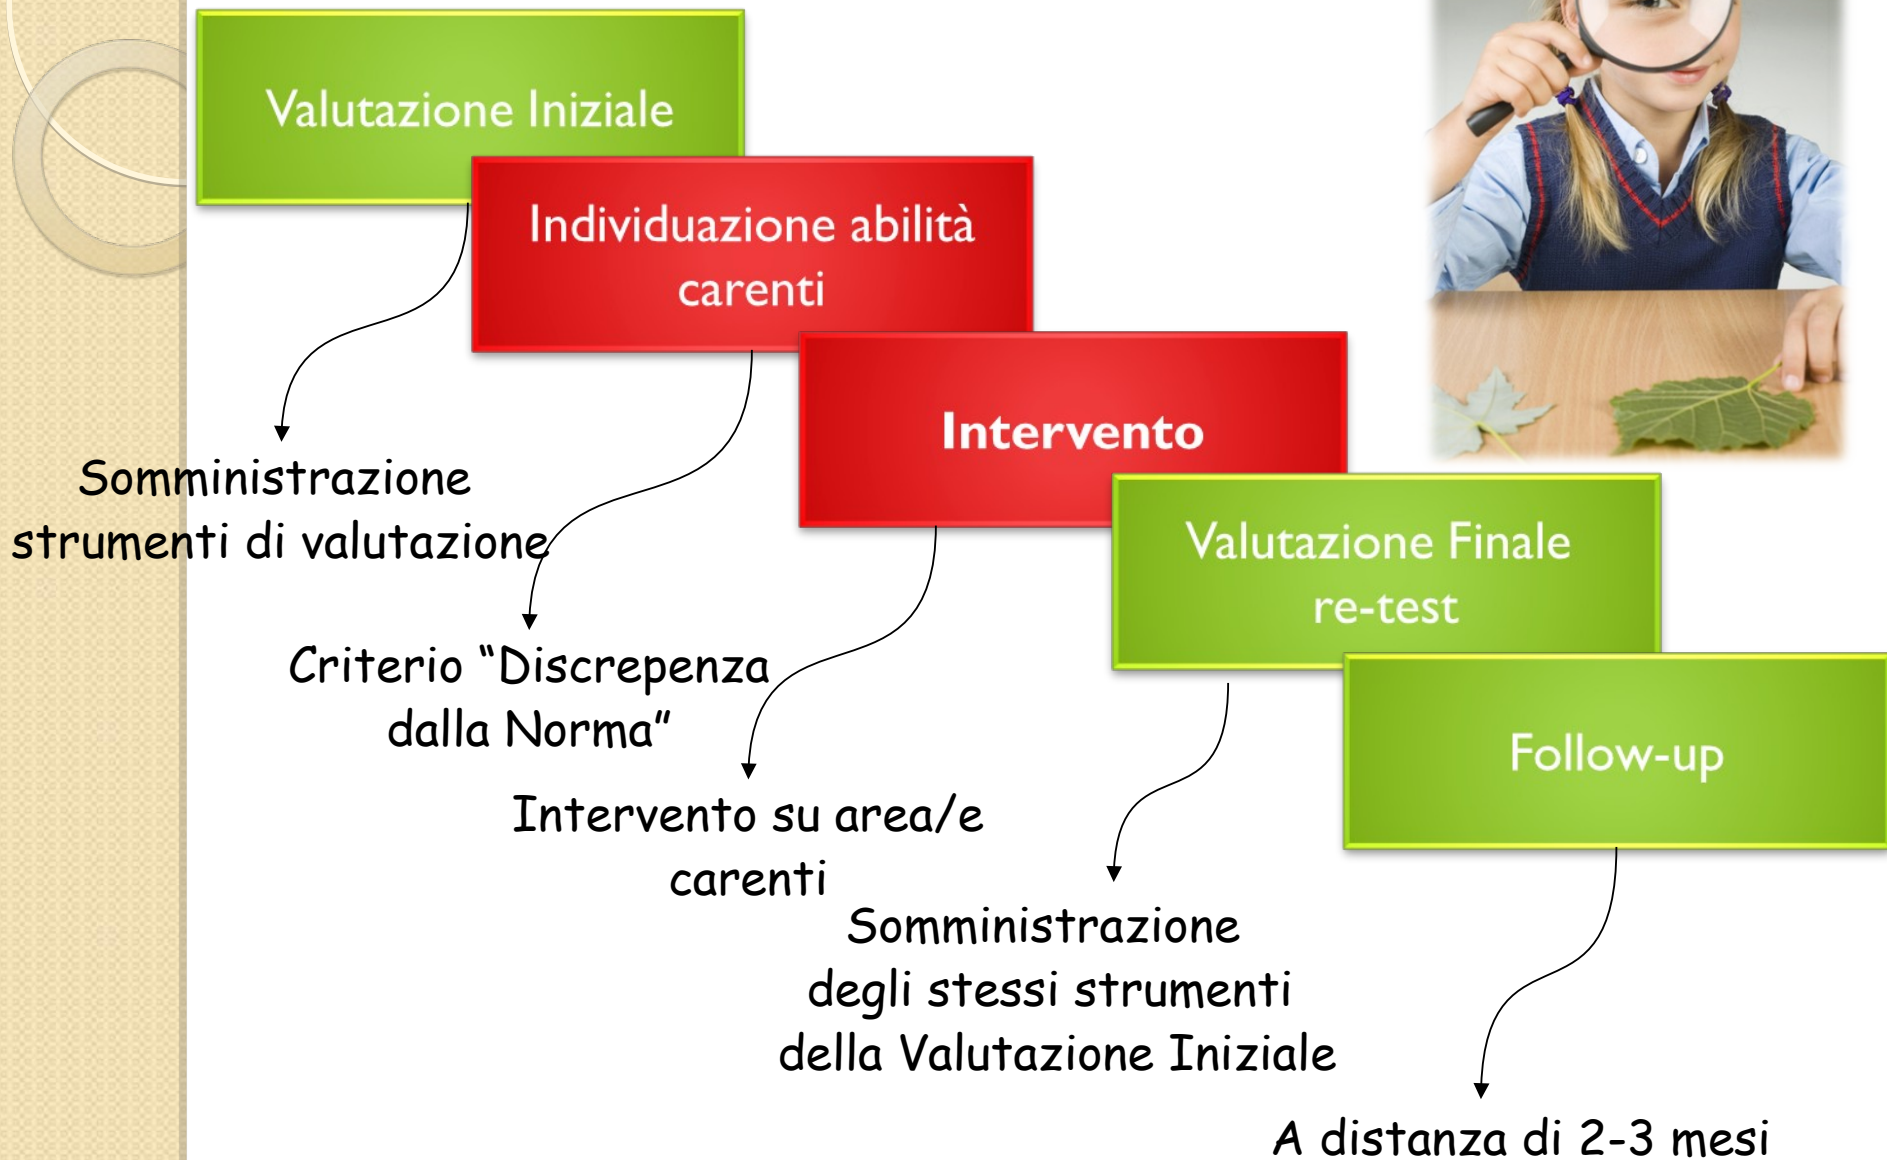 Valutazione Iniziale
Individuazione abilità
carenti
Intervento
Valutazione Finale
re-test
Follow-up
Somministrazione
strumenti di valutazione
Criterio “Discrepenza
dalla Norma”
Intervento su area/e
carenti
Somministrazione
degli stessi strumenti
della Valutazione Iniziale
A distanza di 2-3 mesi